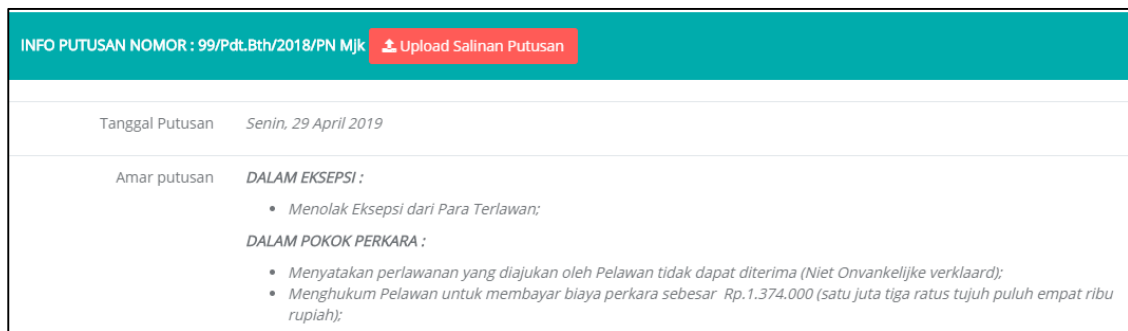 INFO PUTUSAN NOMOR : 99/Pdt.Bth/2018/PN Mjk Upload Salinan Putusan
Tanggal Putusan Senin, 29 April 2019
Amar putusan DALAM EKSEPSI :
• Menolak Eksepsi dari Para Terlawan;
DALAM POKOK PERKARA :
• Menyatakan perlawanan yang diajukan oleh Pelawan tidak dapat diterima (Niet Onvankelijke verklaard);
• Menghukum Pelawan untuk membayar biaya perkara sebesar Rp.1.374.000 (satu juta tiga ratus tujuh puluh empat ribu
rupiah);